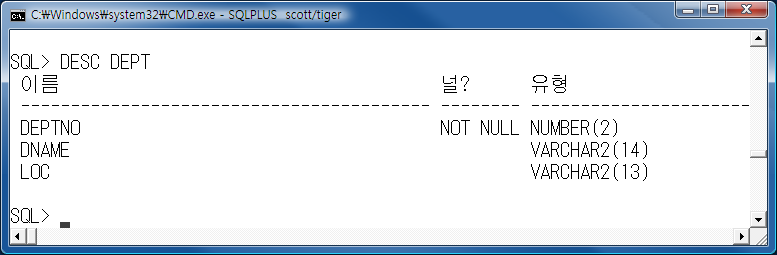 C:\Windows\system32\CMD.exe - SQLPLUS  scott/tiger
SQL> DESC DEPT
 이름                                      널?      유형
 ----------------------------------------- -------- ----------------------
 DEPTNO                                    NOT NULL NUMBER(2)
 DNAME                                              VARCHAR2(14)
 LOC                                                VARCHAR2(13)
SQL>